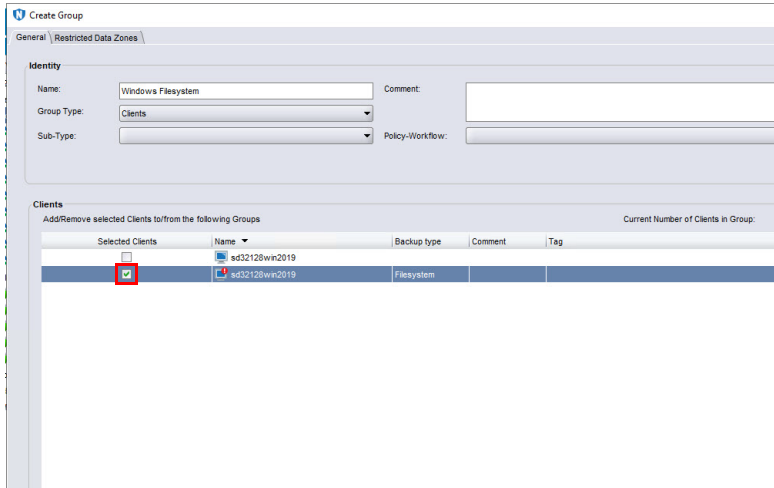 Create Group
General Restricted Data Zones
Identity
Name: Windows Filesystem Comment:
Group Type: Clients
Sub-Type: Policy-Workflow:
Clients
Add/Remove selected Clients to/from the following Groups Current Number of Clients in Group:
Selected Clients Name Backup type Comment Tag
sd32128win2019
sd32128win2019 Filesystem